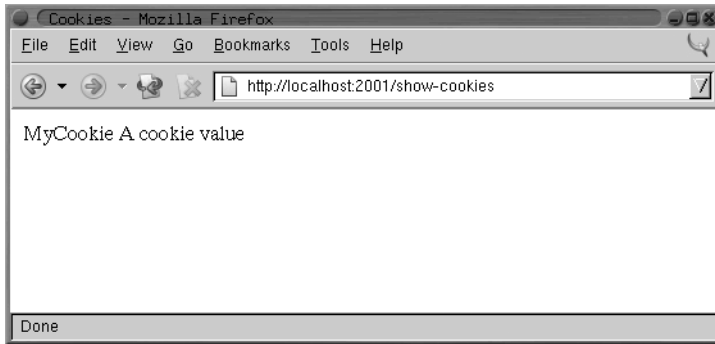 Cookies - Mozilla Firefox
File Edit View Go Bookmarks Tools Help
http://localhost:2001/show-cookies
MyCookie A cookie value
Done